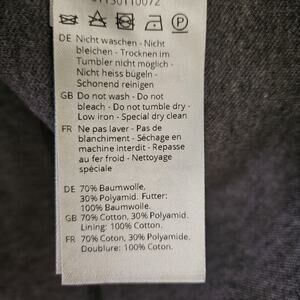 DE Nicht waschen - Nicht
bleichen - Trocknen im
Tumbler nicht möglich -
Nicht heiss bügeln -
Schonend reinigen
GB Do not wash - Do not
bleach - Do not tumble dry -
Low iron - Special dry clean
FR Ne pas laver - Pas de
blanchiment - Séchage en
machine interdit - Repasse
au fer froid - Nettoyage
spéciale
DE 70% Baumwolle,
30% Polyamid. Futter:
100% Baumwolle.
GB 70% Cotton, 30% Polyamid.
Lining: 100% Cotton.
FR 70% Coton, 30% Polyamide.
Doublure: 100% Coton.